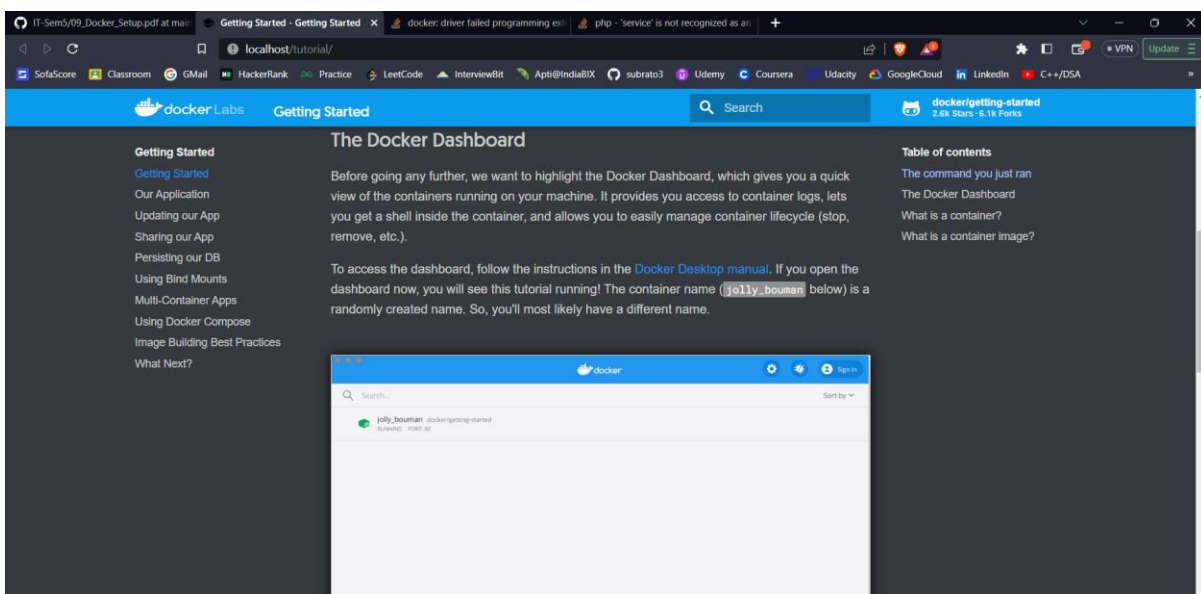 IT-Sem5/09_Docker_Setup.pdf at main
Getting Started - Getting Started
docker: driver failed programming ext
php - 'service' is not recognized as an
localhost/tutorial/
VPN
Update
SofaScore
Classroom
GMail
HackerRank
Practice
LeetCode
InterviewBit
Apti@IndiaBIX
subrato3
Udemy
Coursera
Udacity
GoogleCloud
LinkedIn
C++/DSA
dockerLabs
Getting Started
Search
docker/getting-started
2.6k Stars · 6.1k Forks
Getting Started
Getting Started
Our Application
Updating our App
Sharing our App
Persisting our DB
Using Bind Mounts
Multi-Container Apps
Using Docker Compose
Image Building Best Practices
What Next?
The Docker Dashboard
Before going any further, we want to highlight the Docker Dashboard, which gives you a quick
view of the containers running on your machine. It provides you access to container logs, lets
you get a shell inside the container, and allows you to easily manage container lifecycle (stop,
remove, etc.).
To access the dashboard, follow the instructions in the Docker Desktop manual. If you open the
dashboard now, you will see this tutorial running! The container name (jolly_bouman below) is a
randomly created name. So, you'll most likely have a different name.
docker
Sign in
Search...
Sort by
jolly_bouman docker/getting-started
RUNNING PORT: 80
Table of contents
The command you just ran
The Docker Dashboard
What is a container?
What is a container image?